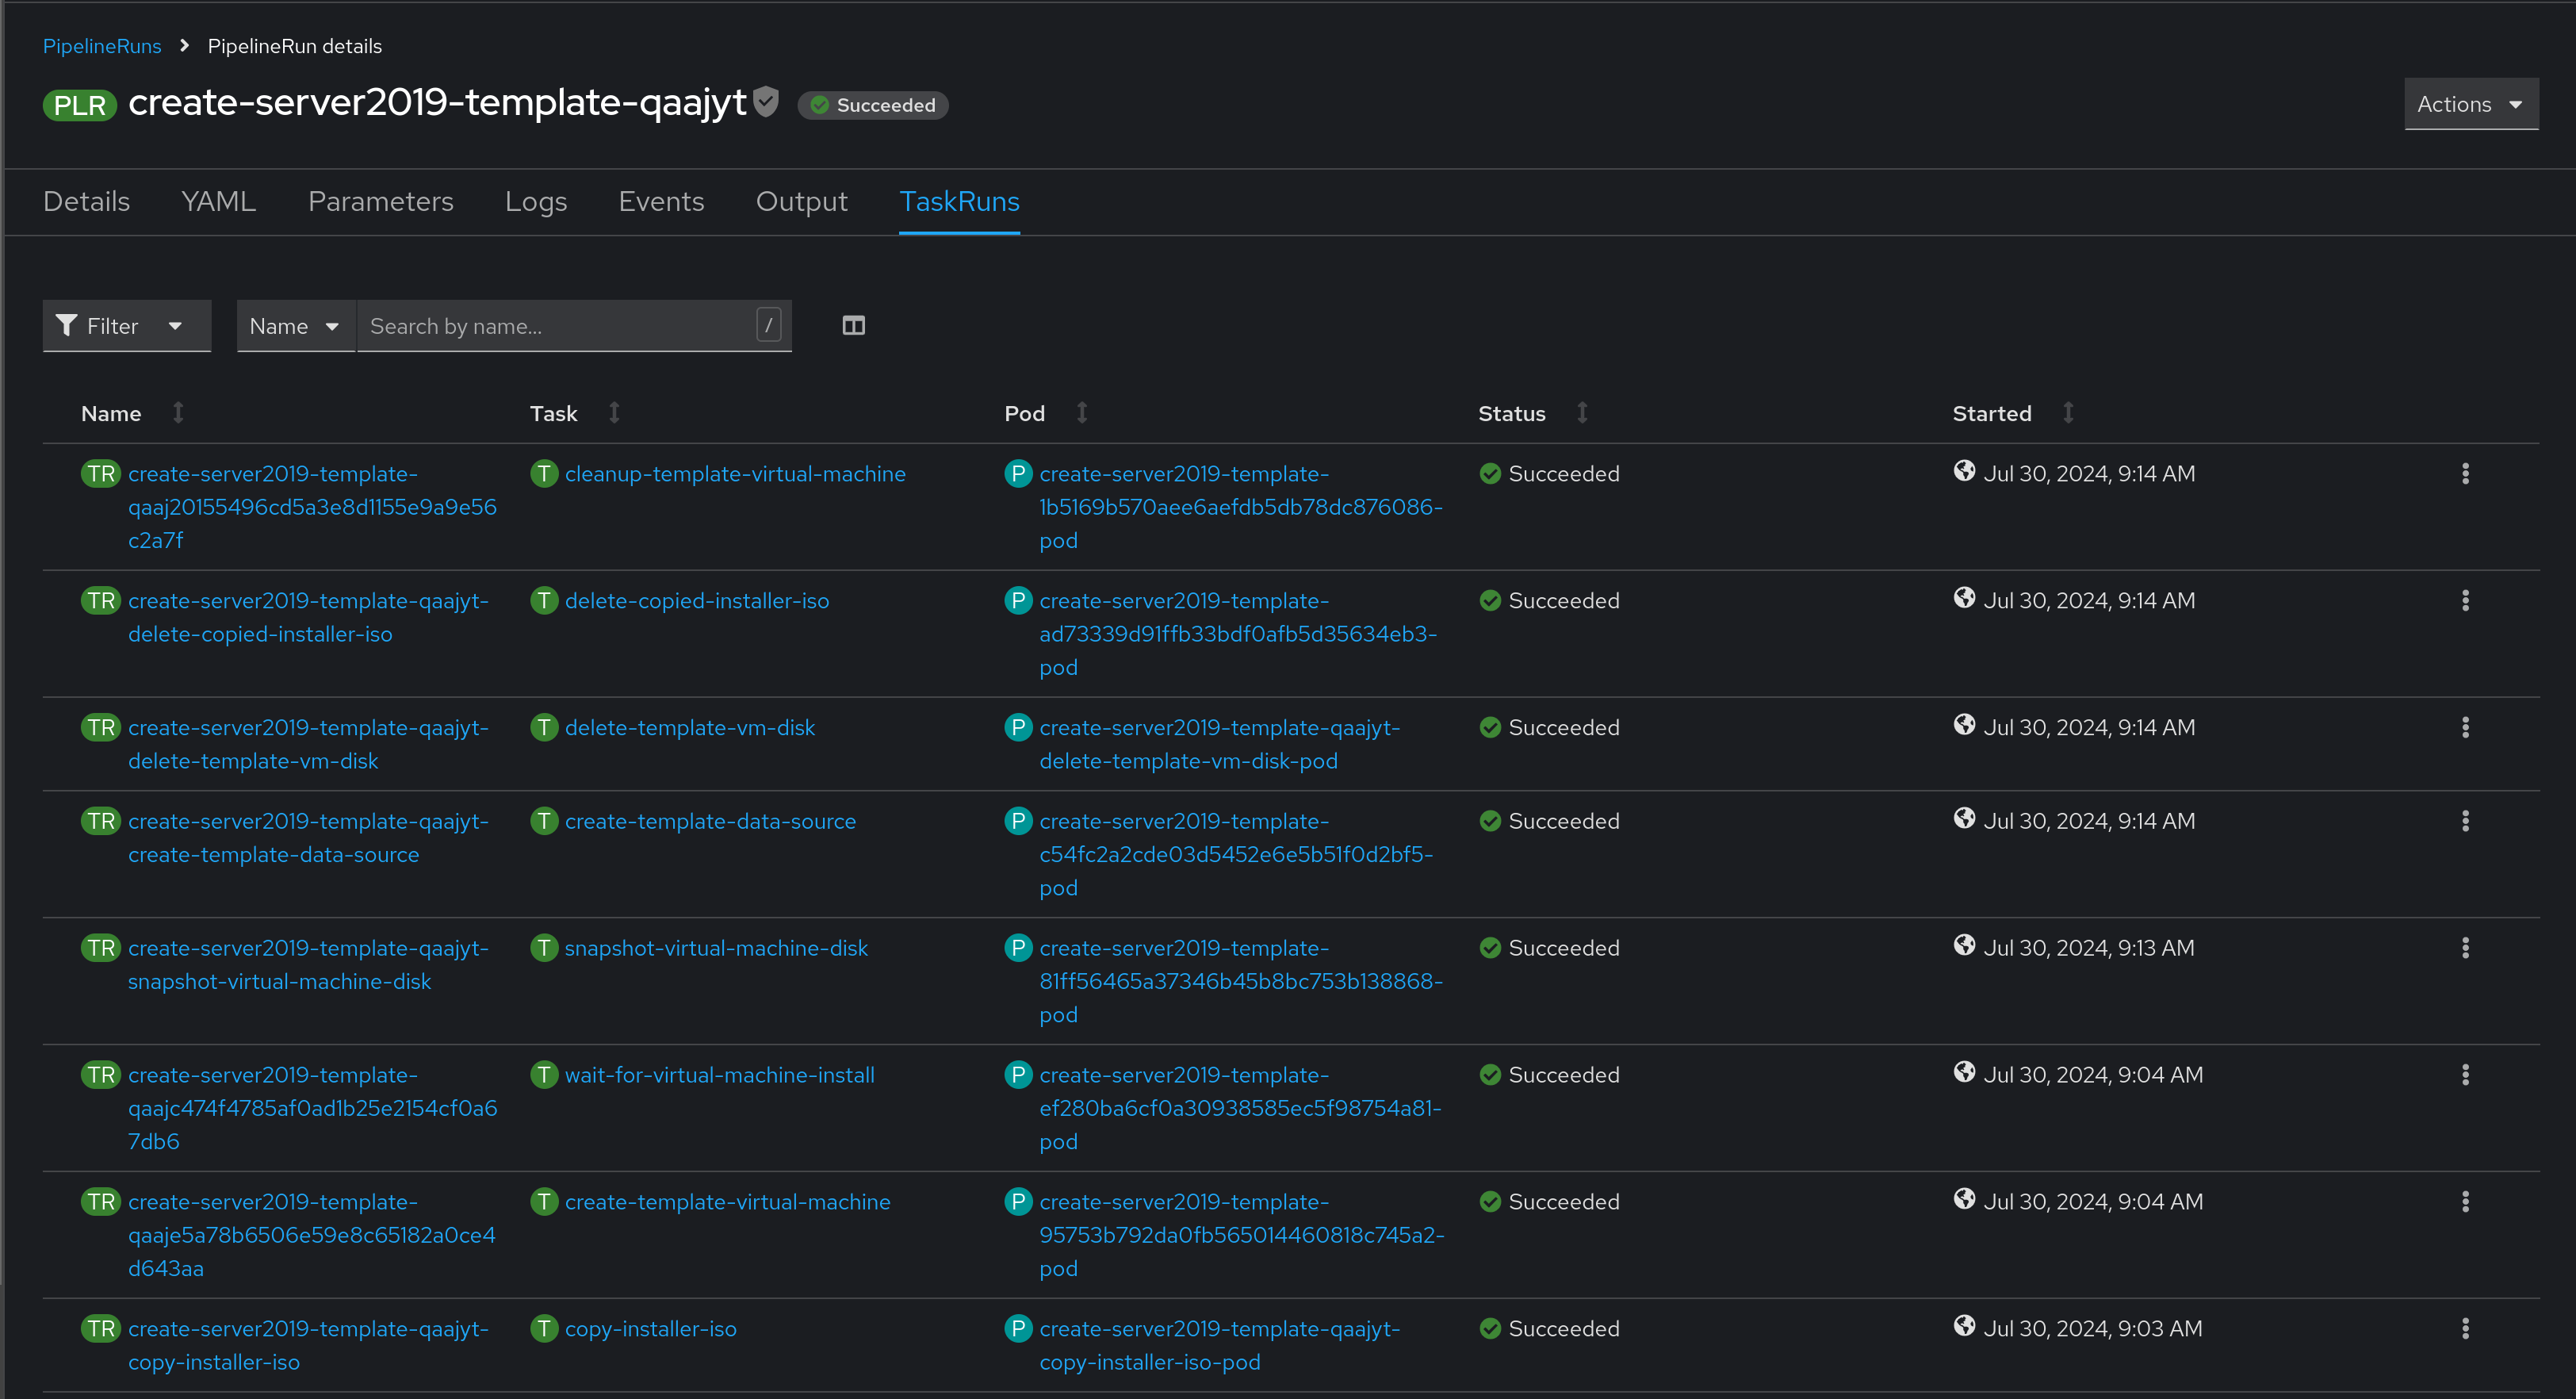 PipelineRuns > PipelineRun details
PLR create-server2019-template-qaajyt Succeeded
Actions
Details YAML Parameters Logs Events Output TaskRuns
Filter Name Search by name... /
Name Task Pod Status Started
TR create-server2019-template- T cleanup-template-virtual-machine P create-server2019-template- Succeeded Jul 30, 2024, 9:14 AM
qaaj20155496cd5a3e8d1155e9a9e56 1b5169b570aee6aefdb5db78dc876086-
c2a7f pod
TR create-server2019-template-qaajyt- T delete-copied-installer-iso P create-server2019-template- Succeeded Jul 30, 2024, 9:14 AM
delete-copied-installer-iso ad73339d91ffb33bdf0afb5d35634eb3-
pod
TR create-server2019-template-qaajyt- T delete-template-vm-disk P create-server2019-template-qaajyt- Succeeded Jul 30, 2024, 9:14 AM
delete-template-vm-disk delete-template-vm-disk-pod
TR create-server2019-template-qaajyt- T create-template-data-source P create-server2019-template- Succeeded Jul 30, 2024, 9:14 AM
create-template-data-source c54fc2a2cde03d5452e6e5b51f0d2bf5-
pod
TR create-server2019-template-qaajyt- T snapshot-virtual-machine-disk P create-server2019-template- Succeeded Jul 30, 2024, 9:13 AM
snapshot-virtual-machine-disk 81ff56465a37346b45b8bc753b138868-
pod
TR create-server2019-template- T wait-for-virtual-machine-install P create-server2019-template- Succeeded Jul 30, 2024, 9:04 AM
qaajc474f4785af0ad1b25e2154cf0a6 ef280ba6cf0a30938585ec5f98754a81-
7db6 pod
TR create-server2019-template- T create-template-virtual-machine P create-server2019-template- Succeeded Jul 30, 2024, 9:04 AM
qaaje5a78b6506e59e8c65182a0ce4 95753b792da0fb565014460818c745a2-
d643aa pod
TR create-server2019-template-qaajyt- T copy-installer-iso P create-server2019-template-qaajyt- Succeeded Jul 30, 2024, 9:03 AM
copy-installer-iso copy-installer-iso-pod